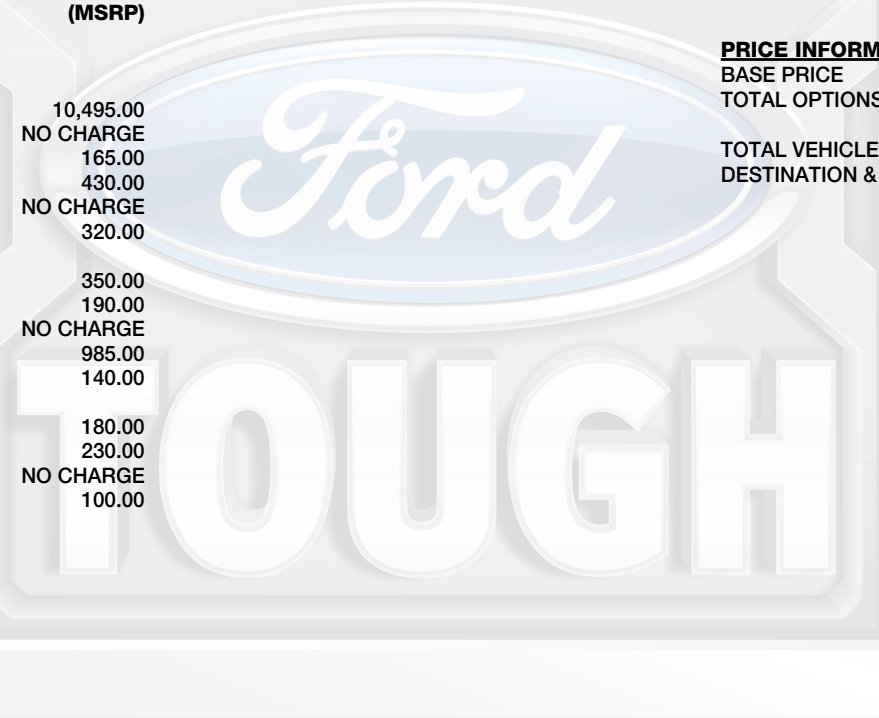 (MSRP)
10,495.00
NO CHARGE
165.00
430.00
NO CHARGE
320.00
350.00
190.00
NO CHARGE
985.00
140.00
180.00
230.00
NO CHARGE
100.00
PRICE INFORM
BASE PRICE
TOTAL OPTIONS
TOTAL VEHICLE
DESTINATION &
Ford
TOUGH